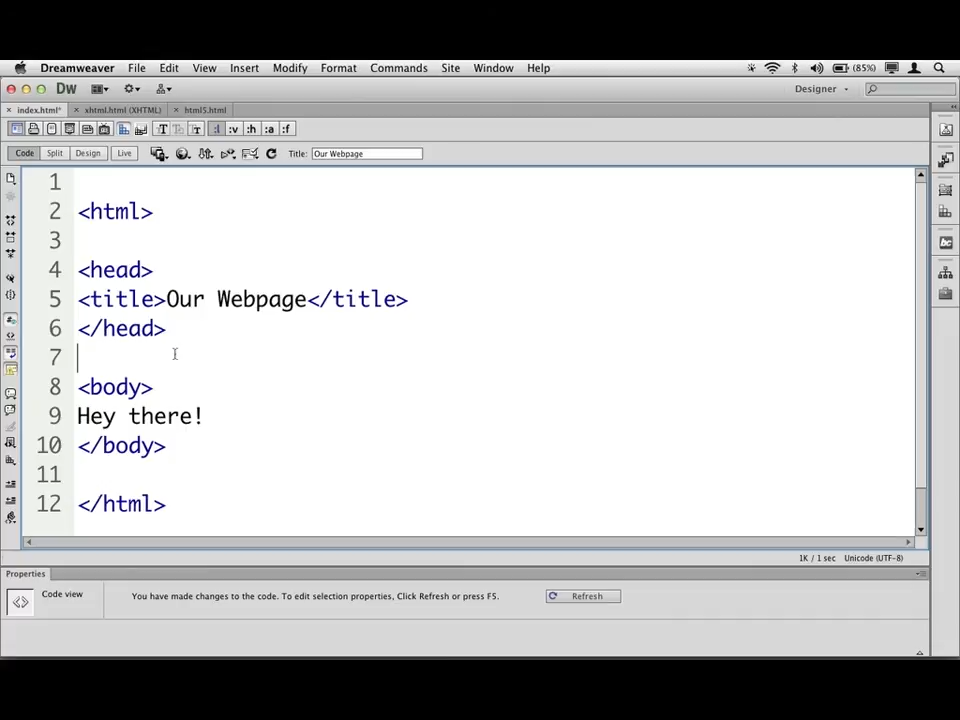 Dreamweaver File Edit View Insert Modify Format Commands Site Window Help (85%)
Dw Designer
index.html* xhtml.html (XHTML) html5.html
:l :v :h :a :f
Code Split Design Live Title: Our Webpage
1
2 <html>
3
4 <head>
5 <title>Our Webpage</title>
6 </head>
7
8 <body>
9 Hey there!
10 </body>
11
12 </html>
1K / 1 sec Unicode (UTF-8)
Properties
Code view You have made changes to the code. To edit selection properties, Click Refresh or press F5. Refresh